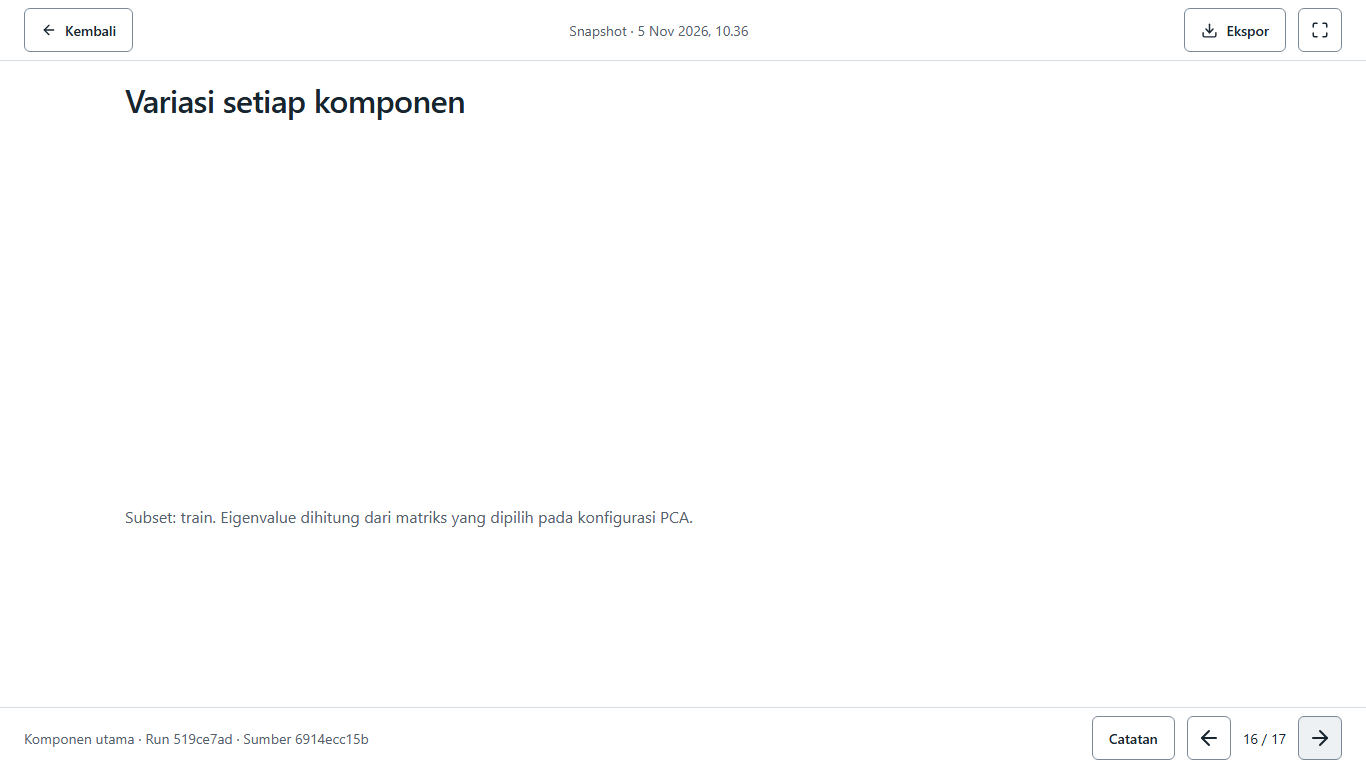 Kembali
Snapshot · 5 Nov 2026, 10.36
Ekspor
Variasi setiap komponen
Subset: train. Eigenvalue dihitung dari matriks yang dipilih pada konfigurasi PCA.
Komponen utama · Run 519ce7ad · Sumber 6914ecc15b
Catatan
16 / 17